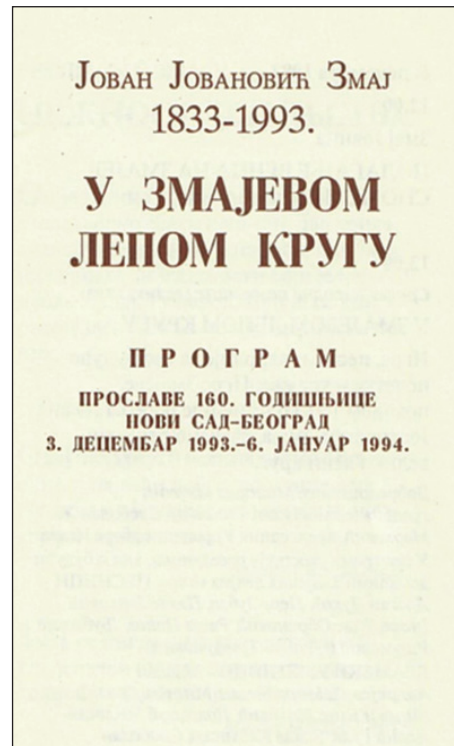 Јован Јовановић Змај
1833-1993.
У ЗМАЈЕВОМ
ЛЕПОМ КРУГУ
ПРОГРАМ
ПРОСЛАВЕ 160. ГОДИШЊИЦЕ
НОВИ САД-БЕОГРАД
3. ДЕЦЕМБАР 1993.-6. ЈАНУАР 1994.